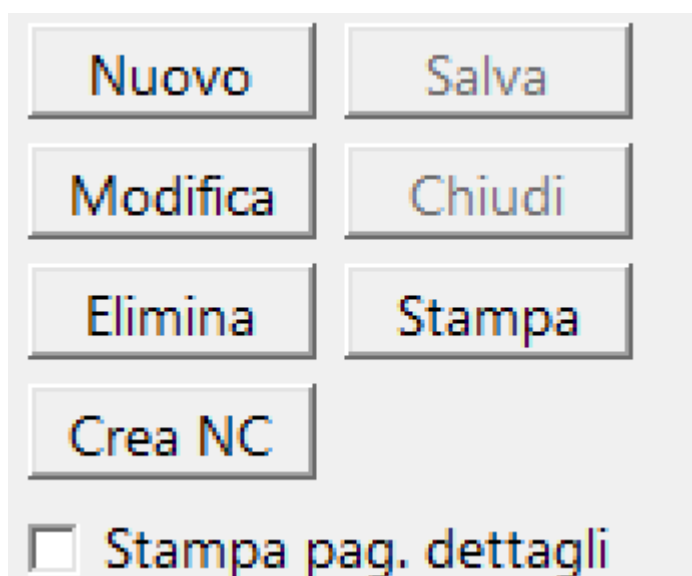 Nuovo Salva
Modifica Chiudi
Elimina Stampa
Crea NC
Stampa pag. dettagli